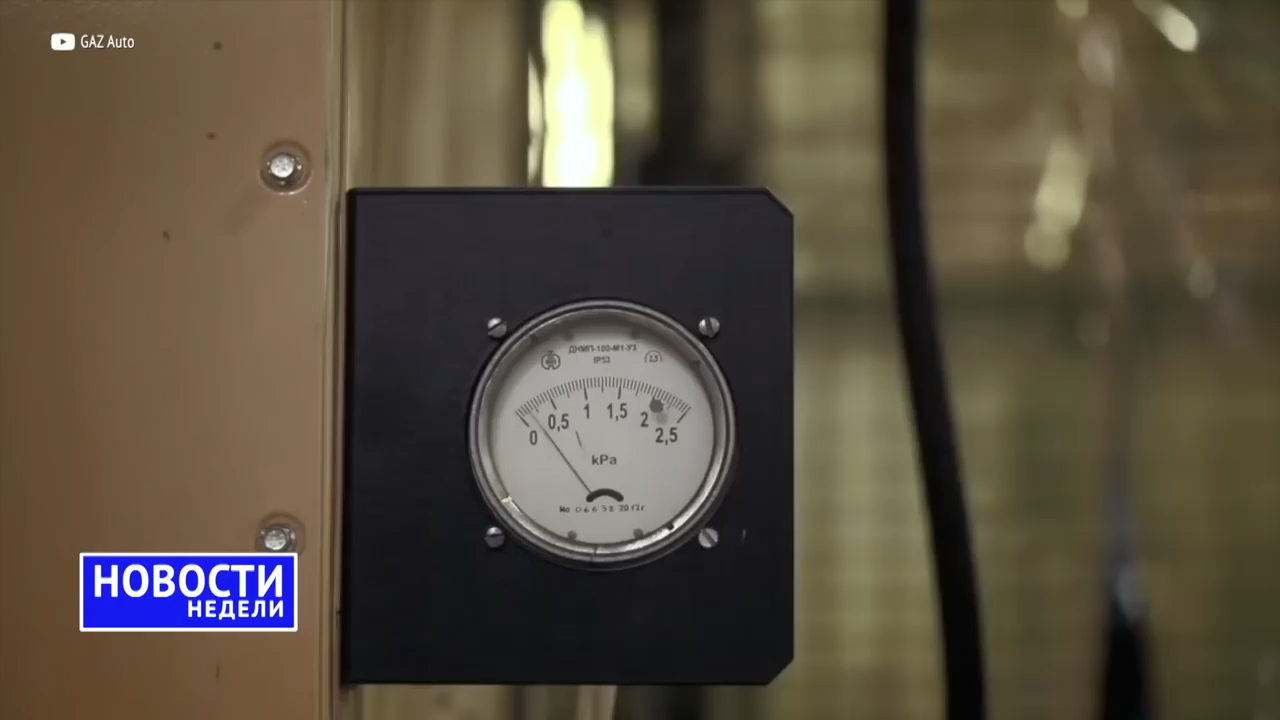 GAZ Auto
ДНМП-100-М1-У3
IP53
2,5
0
0,5
1
1,5
2
2,5
kPa
НОВОСТИ
НЕДЕЛИ